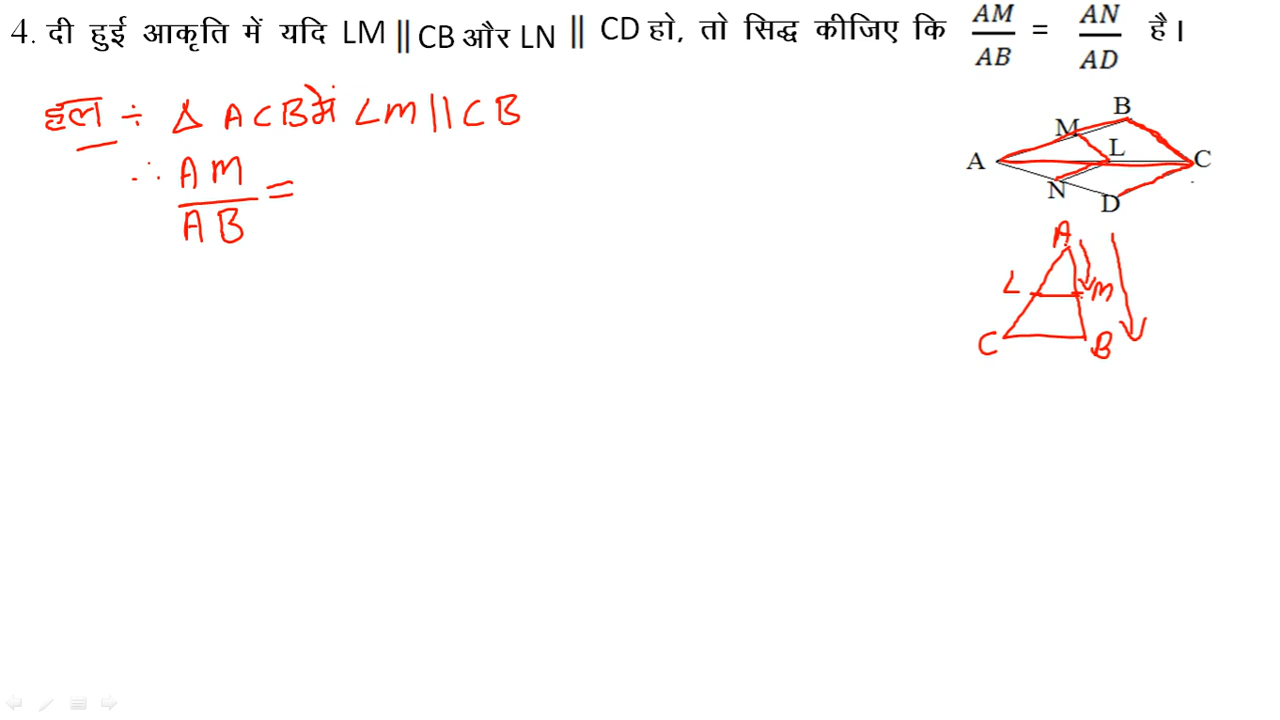 4. दी हुई आकृति में यदि LM || CB और LN || CD हो, तो सिद्ध कीजिए कि AM/AB = AN/AD है।
हल ÷ Δ ACB में LM || CB
∴ AM/AB =
B
M
L
A
C
N
D
A
L
M
C
B